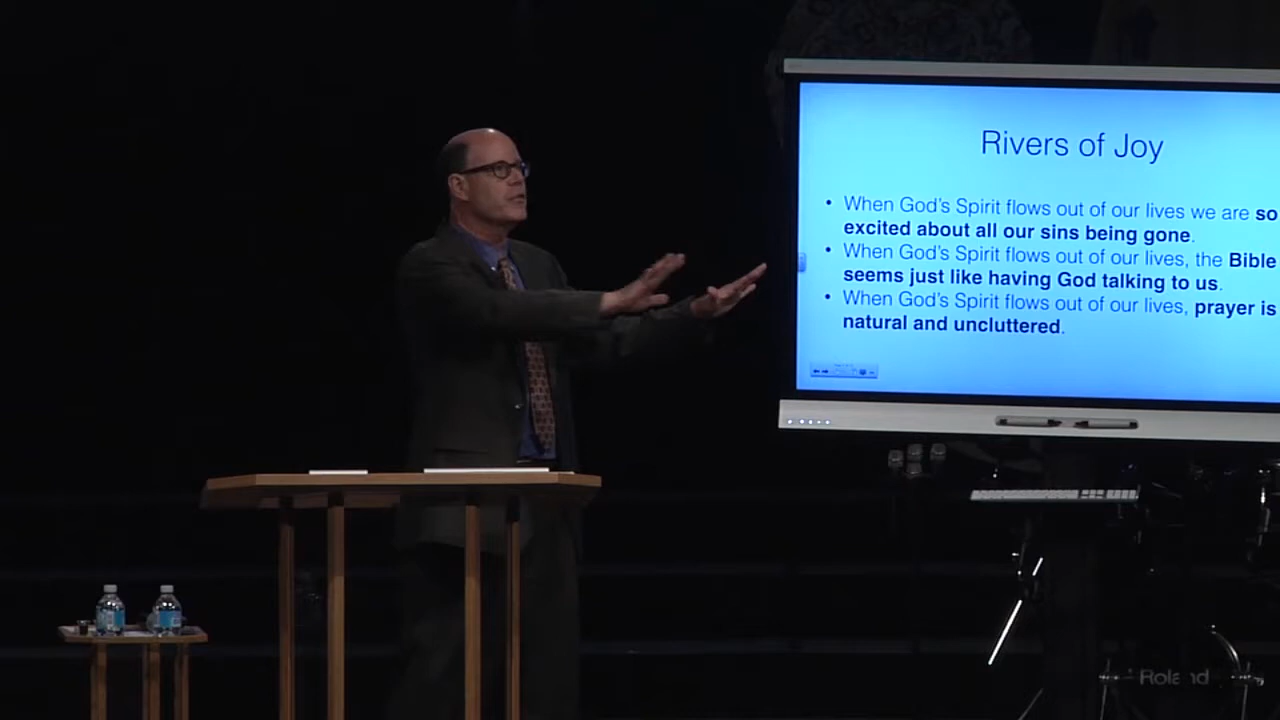 Rivers of Joy
• When God's Spirit flows out of our lives we are so
excited about all our sins being gone.
• When God's Spirit flows out of our lives, the Bible
seems just like having God talking to us.
• When God's Spirit flows out of our lives, prayer is
natural and uncluttered.
Roland